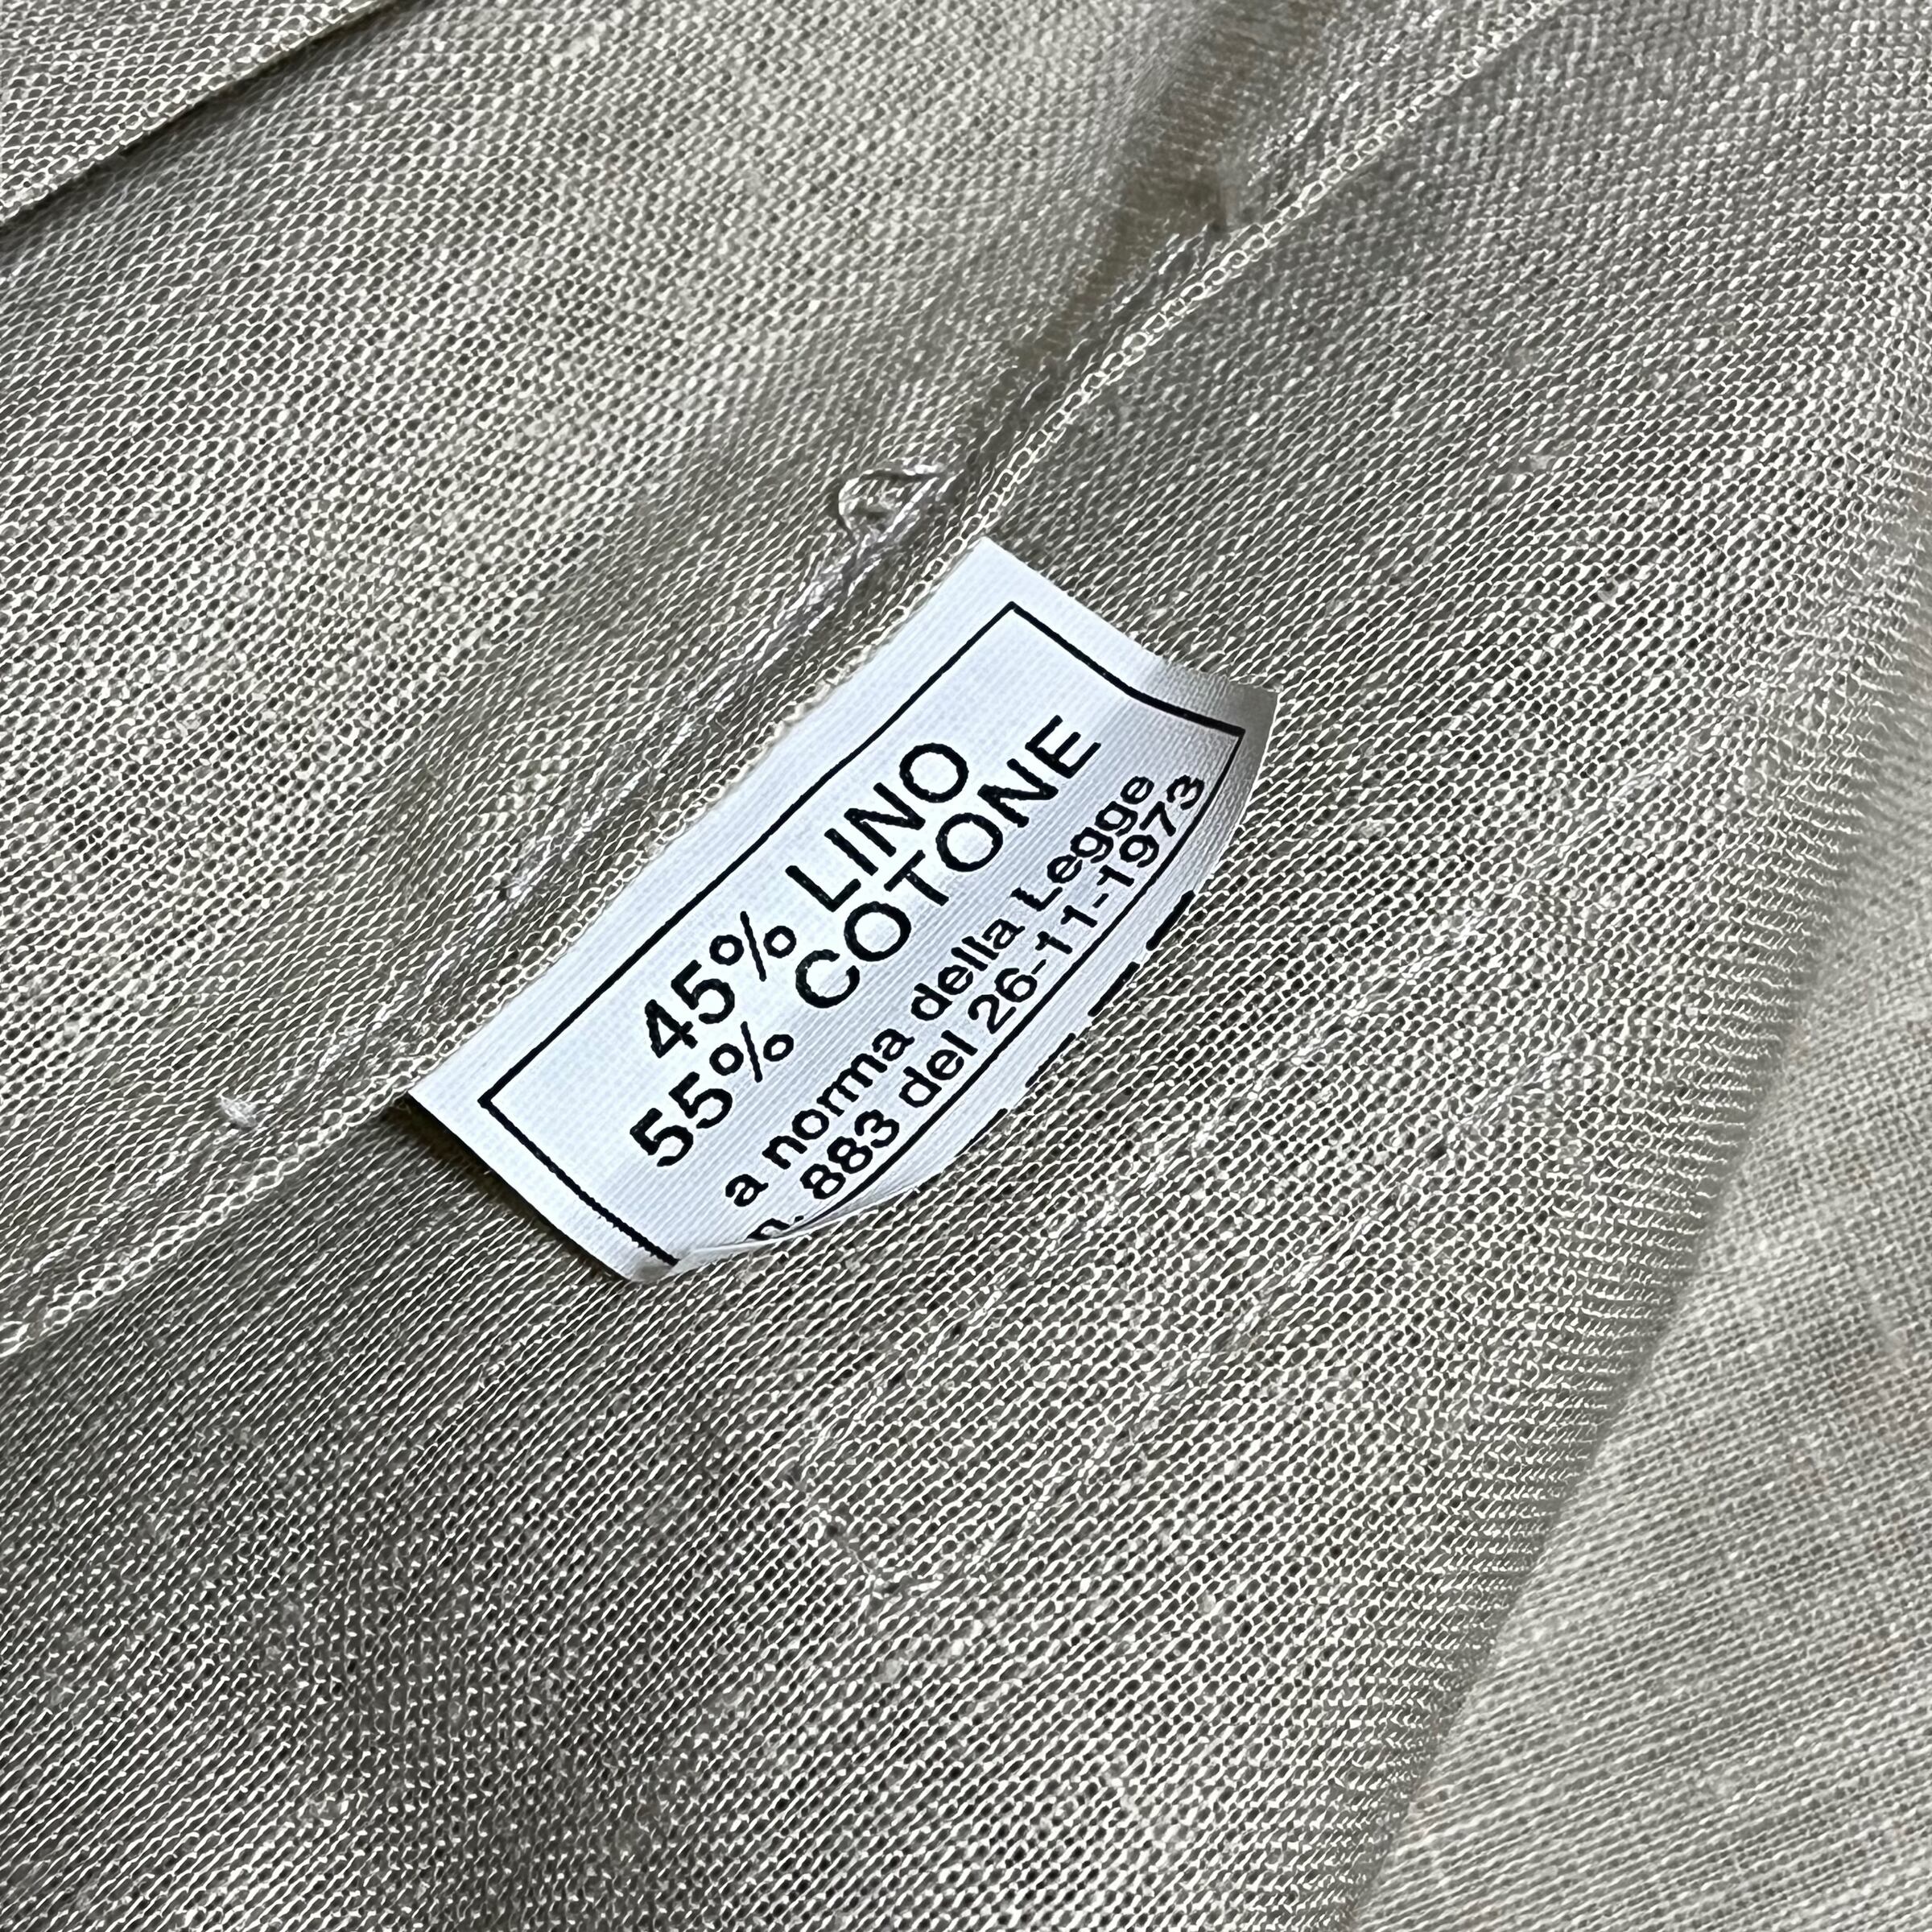 45% LINO
55% COTONE
a norma della Legge
n. 883 del 26-11-1973